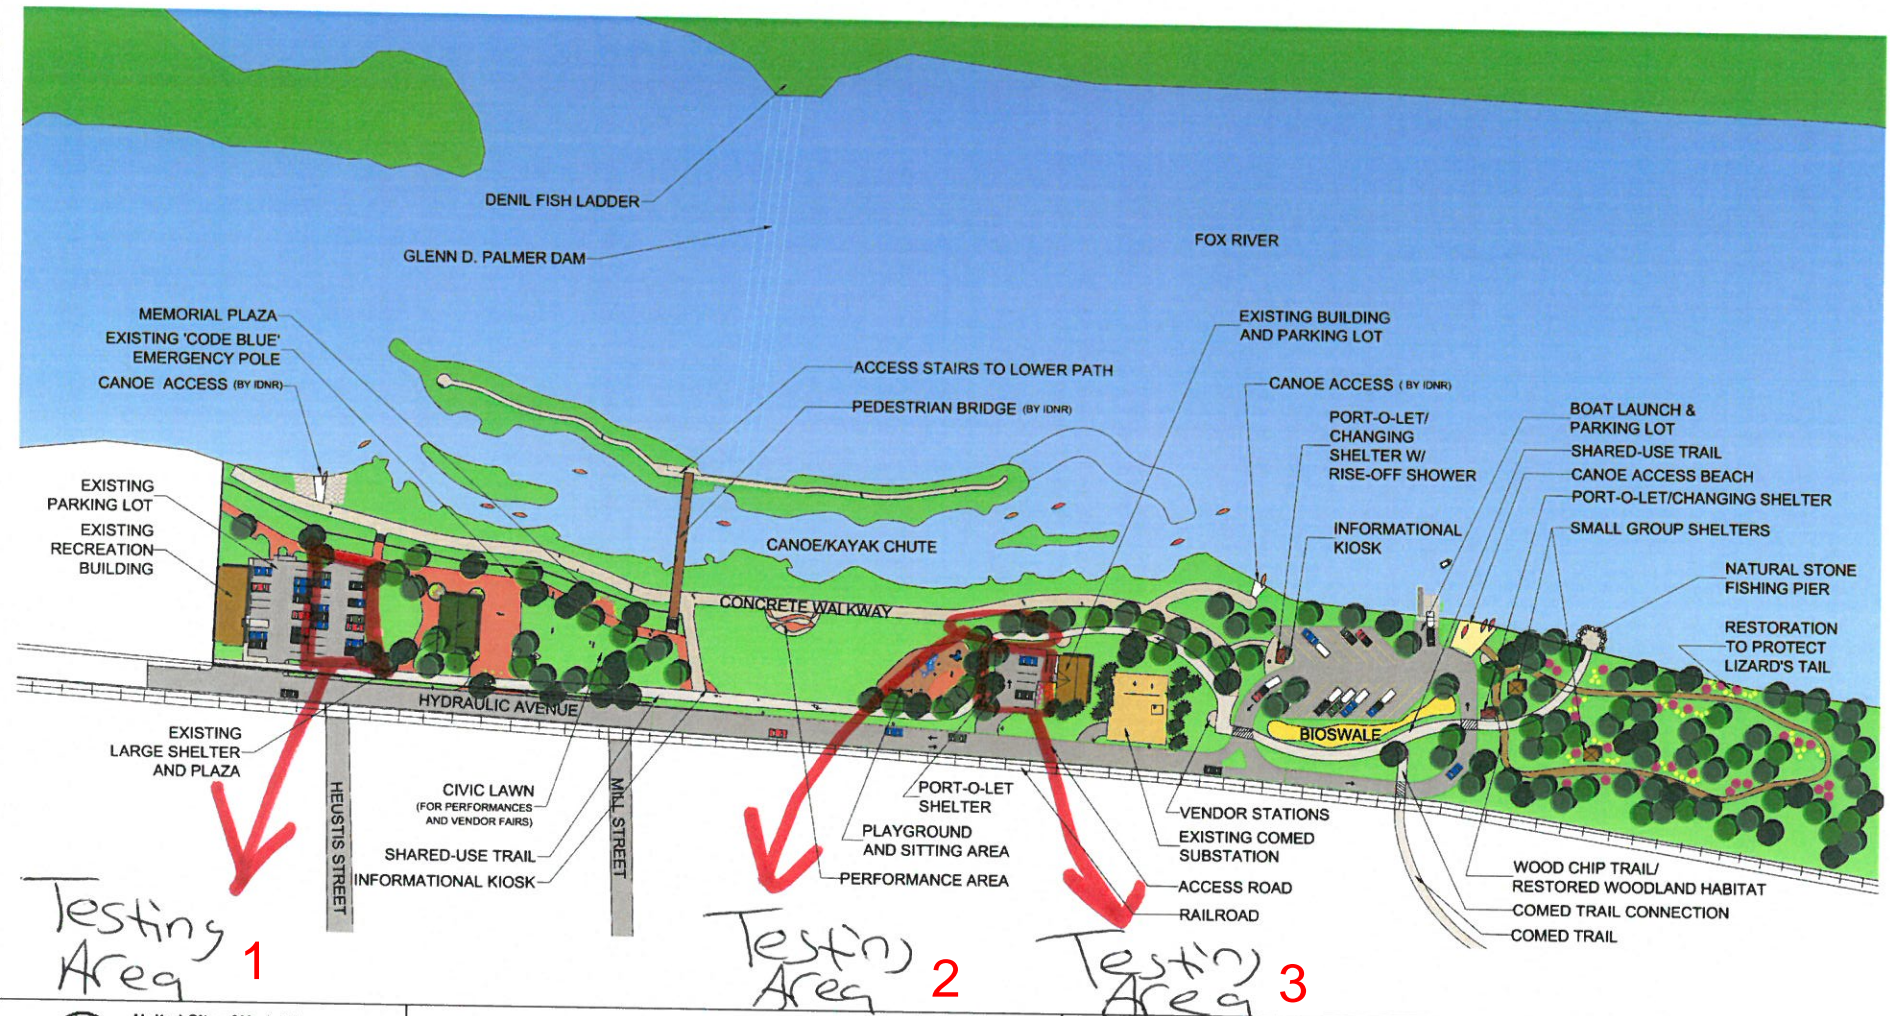 DENIL FISH LADDER
GLENN D. PALMER DAM
FOX RIVER
MEMORIAL PLAZA
EXISTING 'CODE BLUE'
EMERGENCY POLE
CANOE ACCESS (BY IDNR)
EXISTING
PARKING LOT
EXISTING
RECREATION
BUILDING
ACCESS STAIRS TO LOWER PATH
PEDESTRIAN BRIDGE (BY IDNR)
EXISTING BUILDING
AND PARKING LOT
CANOE ACCESS ( BY IDNR)
PORT-O-LET/
CHANGING
SHELTER W/
RISE-OFF SHOWER
INFORMATIONAL
KIOSK
BOAT LAUNCH &
PARKING LOT
SHARED-USE TRAIL
CANOE ACCESS BEACH
PORT-O-LET/CHANGING SHELTER
SMALL GROUP SHELTERS
NATURAL STONE
FISHING PIER
RESTORATION
TO PROTECT
LIZARD'S TAIL
CANOE/KAYAK CHUTE
CONCRETE WALKWAY
HYDRAULIC AVENUE
BIOSWALE
EXISTING
LARGE SHELTER
AND PLAZA
HEUSTIS STREET
CIVIC LAWN
(FOR PERFORMANCES
AND VENDOR FAIRS)
SHARED-USE TRAIL
INFORMATIONAL KIOSK
MILL STREET
PORT-O-LET
SHELTER
PLAYGROUND
AND SITTING AREA
PERFORMANCE AREA
VENDOR STATIONS
EXISTING COMED
SUBSTATION
ACCESS ROAD
RAILROAD
WOOD CHIP TRAIL/
RESTORED WOODLAND HABITAT
COMED TRAIL CONNECTION
COMED TRAIL
Testing
Area 1
Testing
Area 2
Testing
Area 3